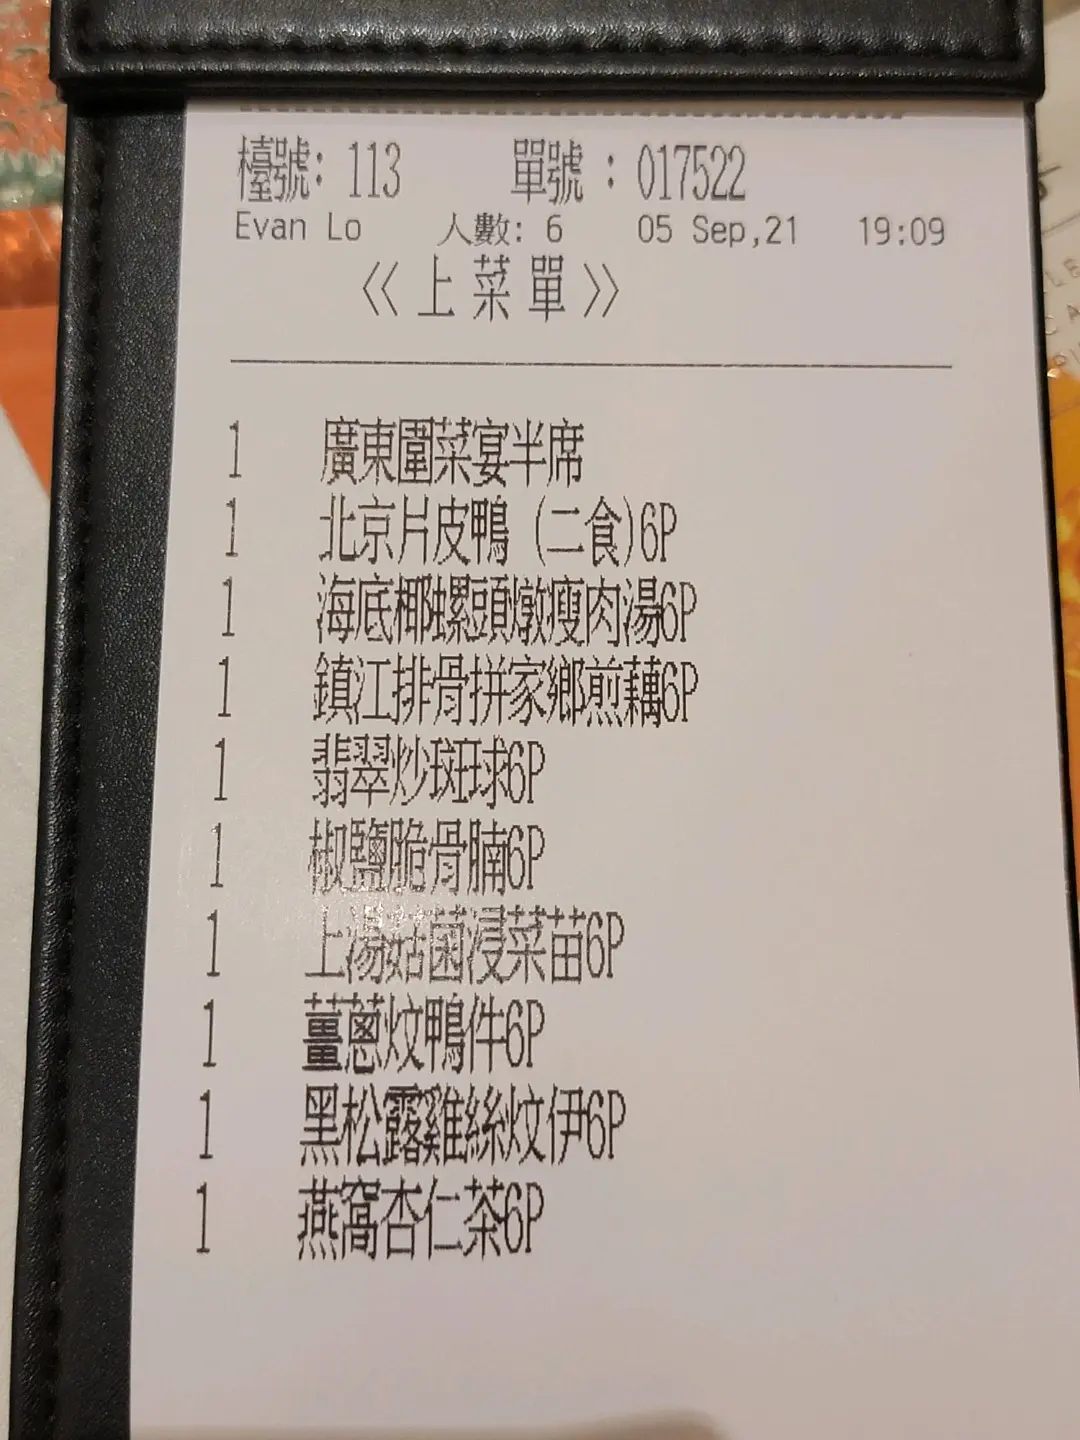 檯號: 113 單號 : 017522
Evan Lo 人數: 6 05 Sep,21 19:09
《上菜單》
1 廣東圍菜宴半席
1 北京片皮鴨 (二食)6P
1 海底椰螺頭燉瘦肉湯6P
1 鎮江排骨拼家鄉煎藕6P
1 翡翠炒斑球6P
1 椒鹽脆骨腩6P
1 上湯菇菌浸菜苗6P
1 薑蔥炆鴨件6P
1 黑松露雞絲炆伊6P
1 燕窩杏仁茶6P